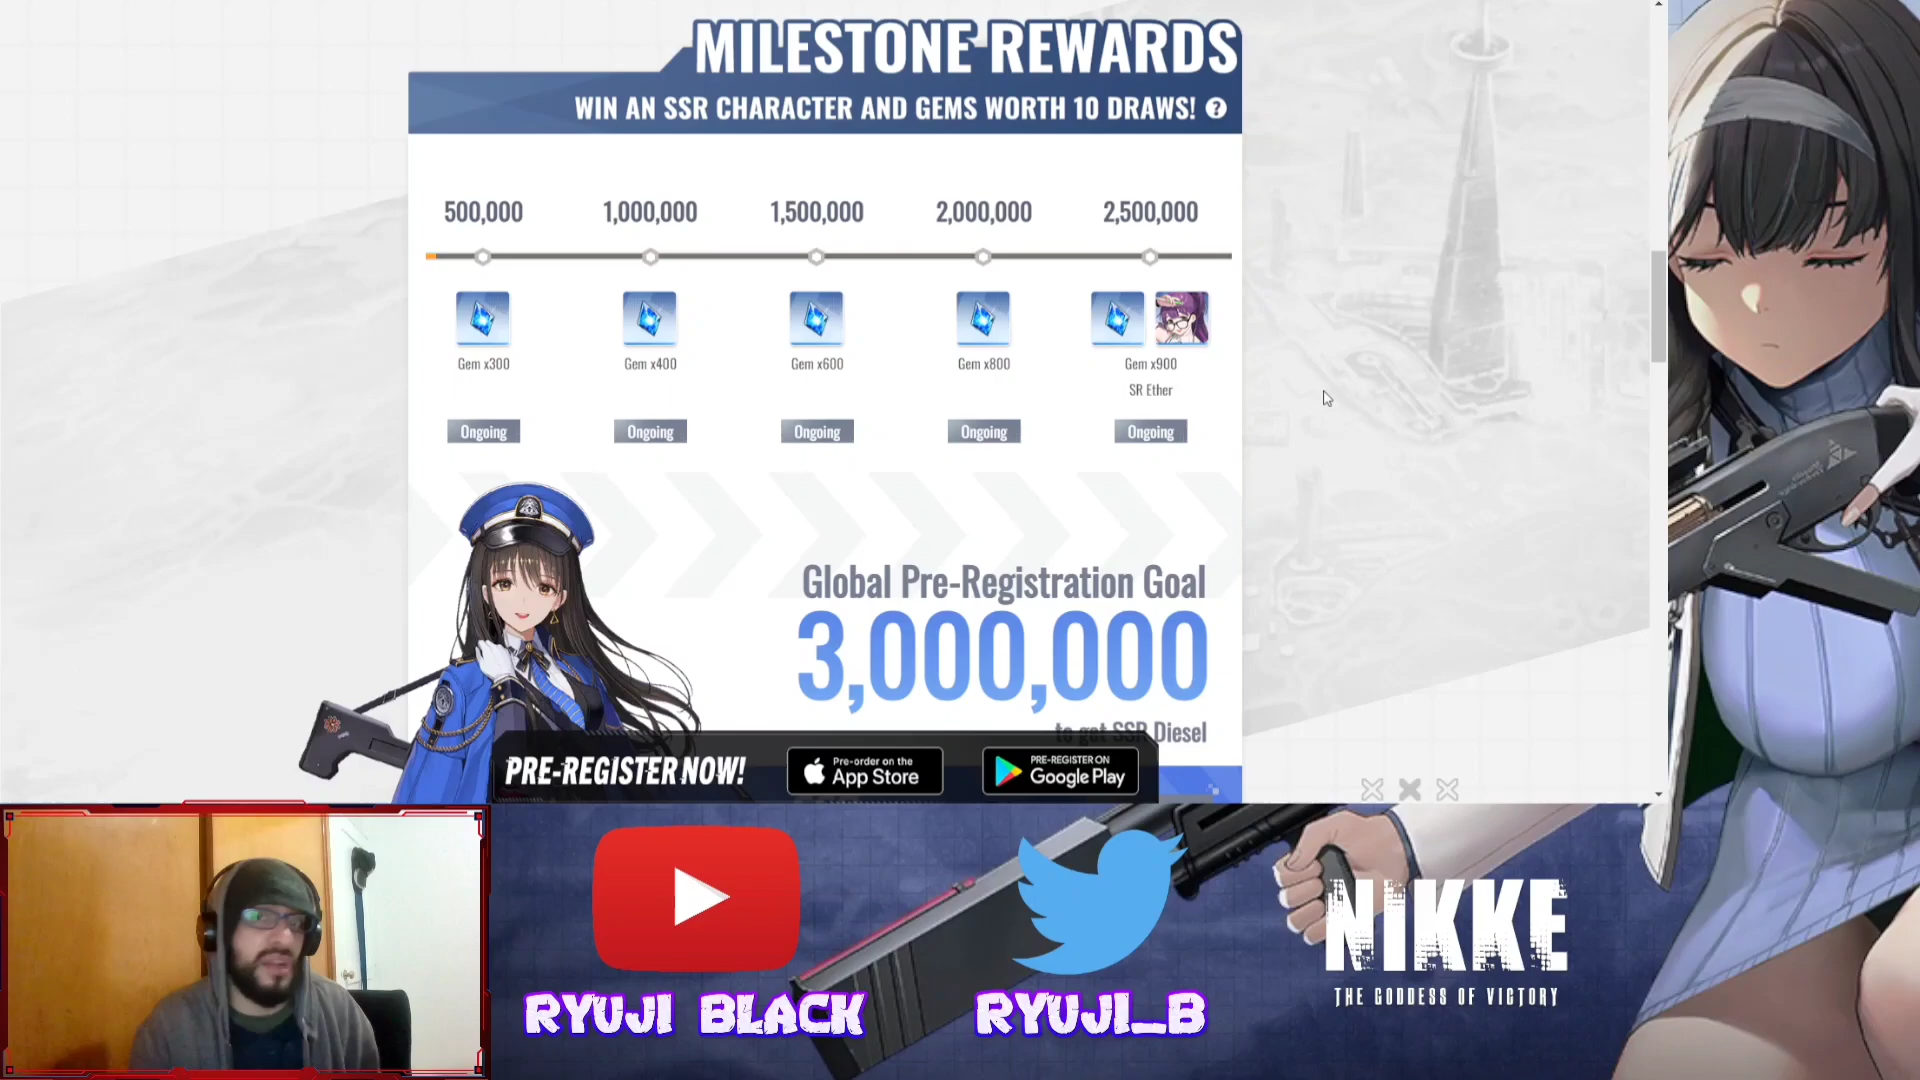 MILESTONE REWARDS
WIN AN SSR CHARACTER AND GEMS WORTH 10 DRAWS! ?
500,000
1,000,000
1,500,000
2,000,000
2,500,000
Gem x300
Gem x400
Gem x600
Gem x800
Gem x900
SR Ether
Ongoing
Ongoing
Ongoing
Ongoing
Ongoing
Global Pre-Registration Goal
3,000,000
to get SSR Diesel
PRE-REGISTER NOW!
Pre-order on the
App Store
PRE-REGISTER ON
Google Play
RYUJI BLACK
RYUJI_B
NIKKE
THE GODDESS OF VICTORY